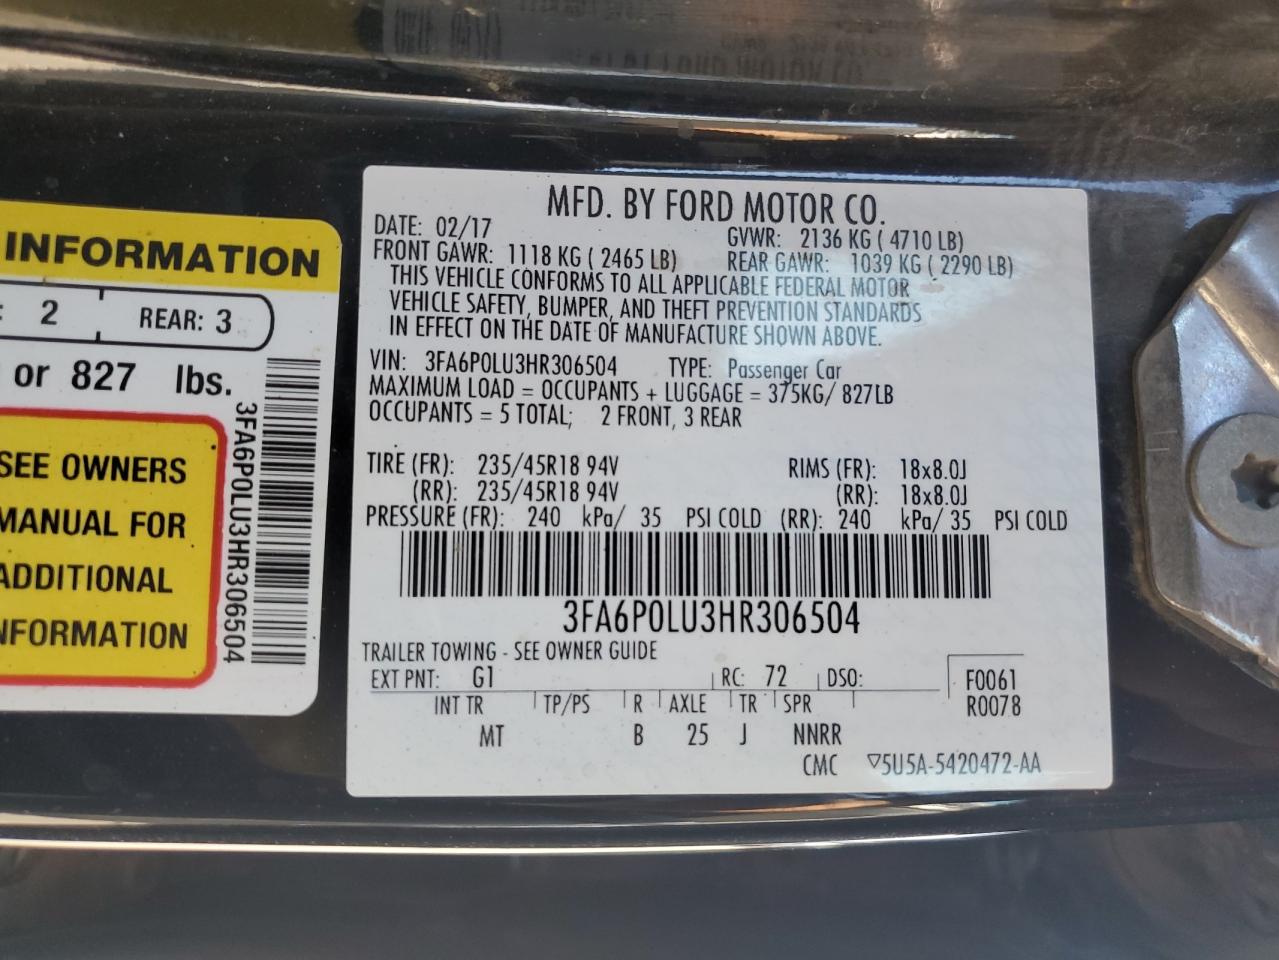 MFD. BY FORD MOTOR CO.
DATE: 02/17
GVWR: 2136 KG ( 4710 LB)
FRONT GAWR: 1118 KG ( 2465 LB)
REAR GAWR: 1039 KG ( 2290 LB)
THIS VEHICLE CONFORMS TO ALL APPLICABLE FEDERAL MOTOR
VEHICLE SAFETY, BUMPER, AND THEFT PREVENTION STANDARDS
IN EFFECT ON THE DATE OF MANUFACTURE SHOWN ABOVE.
VIN: 3FA6P0LU3HR306504 TYPE: Passenger Car
MAXIMUM LOAD = OCCUPANTS + LUGGAGE = 375KG/ 827LB
OCCUPANTS = 5 TOTAL; 2 FRONT, 3 REAR
TIRE (FR): 235/45R18 94V RIMS (FR): 18x8.0J
(RR): 235/45R18 94V (RR): 18x8.0J
PRESSURE (FR): 240 kPa/ 35 PSI COLD (RR): 240 kPa/ 35 PSI COLD
3FA6P0LU3HR306504
TRAILER TOWING - SEE OWNER GUIDE
EXT PNT: G1 RC: 72 DSO: F0061
R0078
INT TR TP/PS R AXLE TR SPR
MT B 25 J NNRR
CMC ▽5U5A-5420472-AA
INFORMATION
: 2 REAR: 3
or 827 lbs.
SEE OWNERS
MANUAL FOR
ADDITIONAL
INFORMATION
3FA6P0LU3HR306504